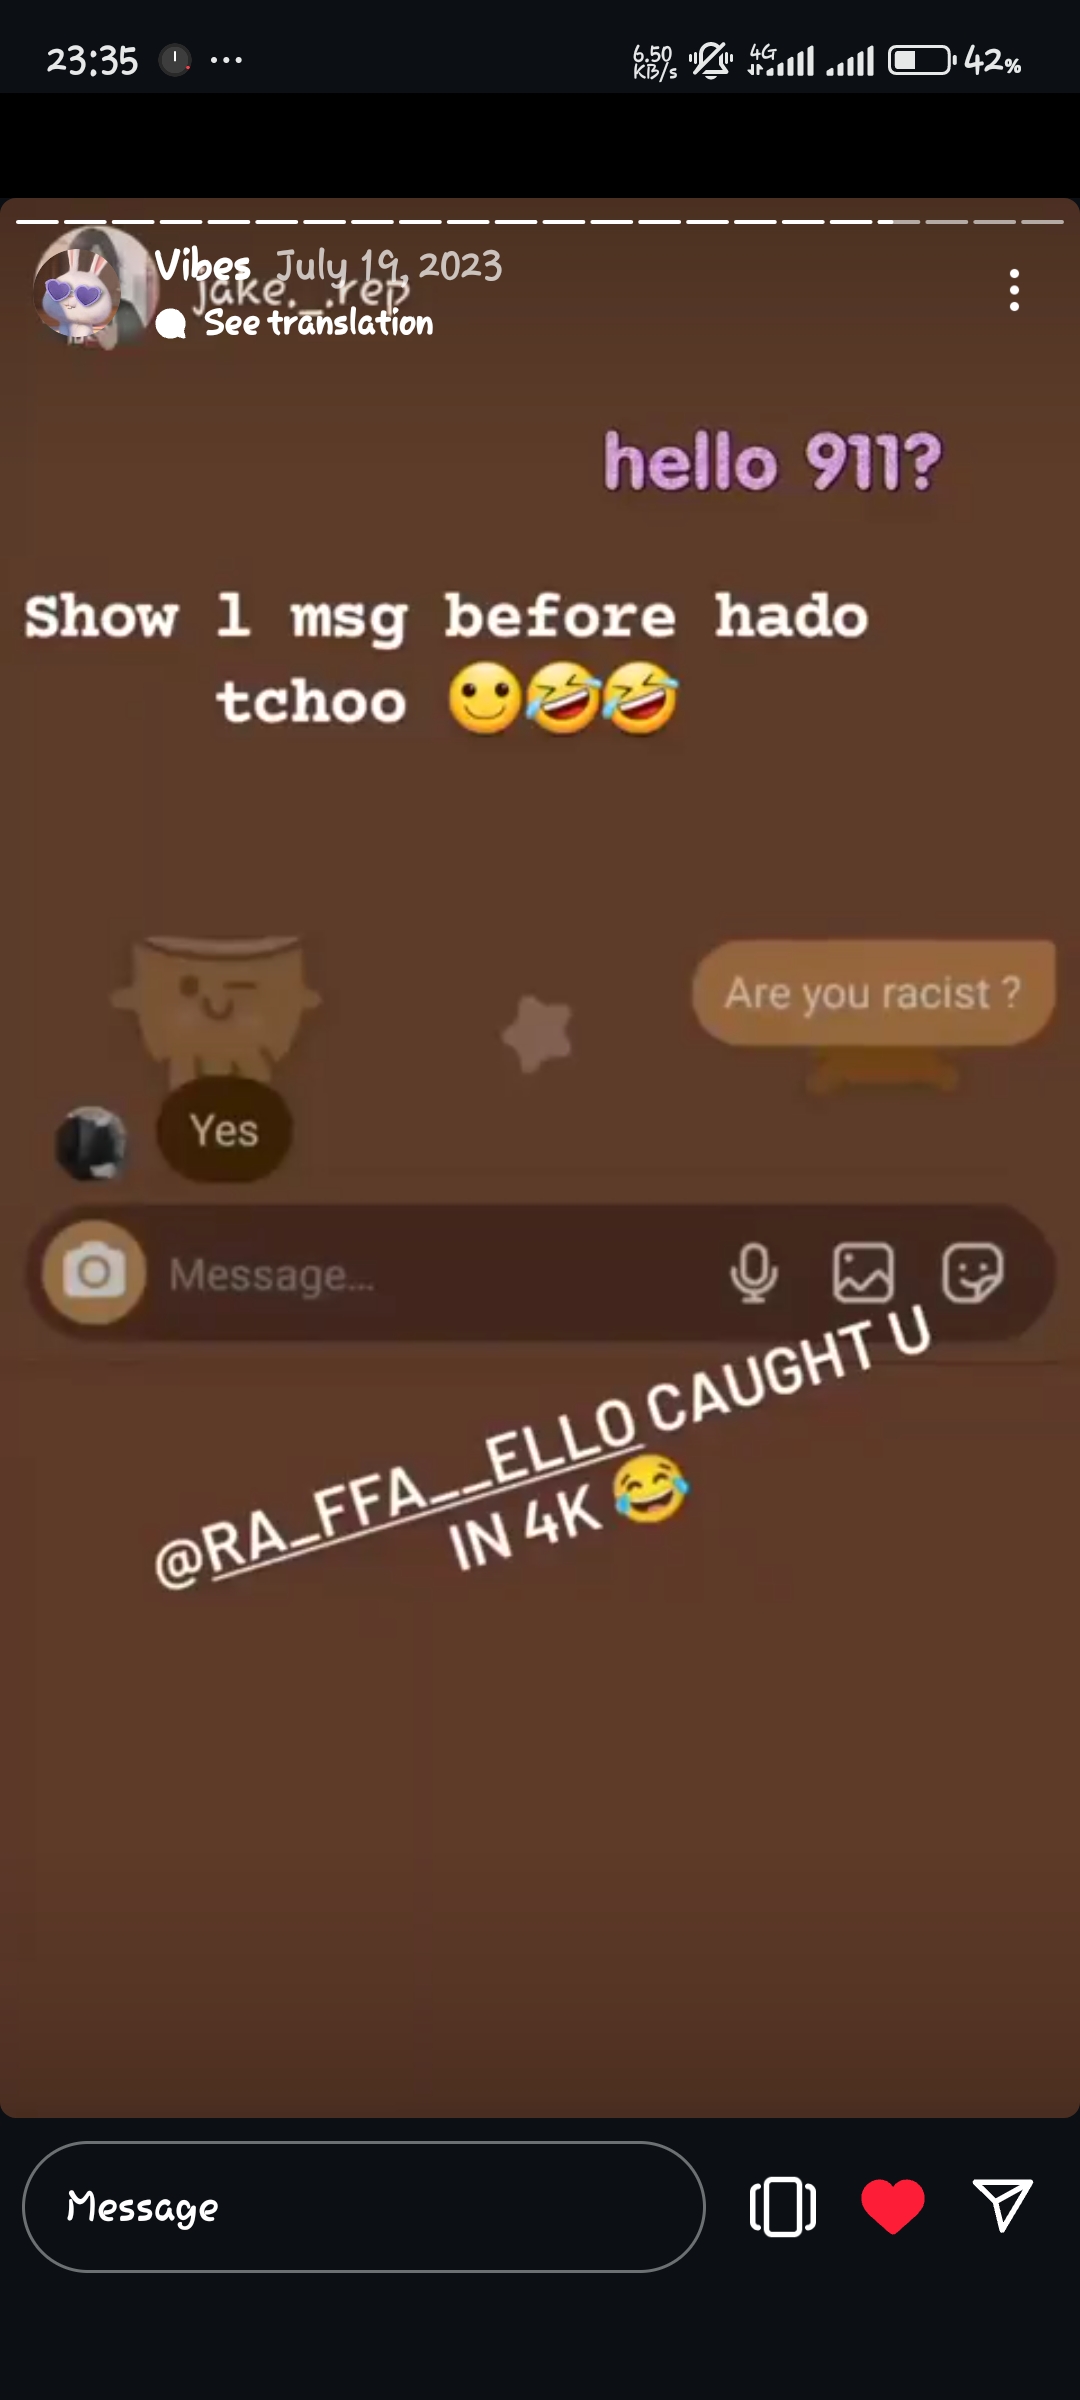 23:35
6.50 KB/s
4G
42%
Vibes July 19, 2023
jake._.rep
See translation
hello 911?
Show 1 msg before hado
tchoo 🙂🤣🤣
Are you racist ?
Yes
Message...
@RA_FFA__ELLO CAUGHT U
IN 4K 😂
Message